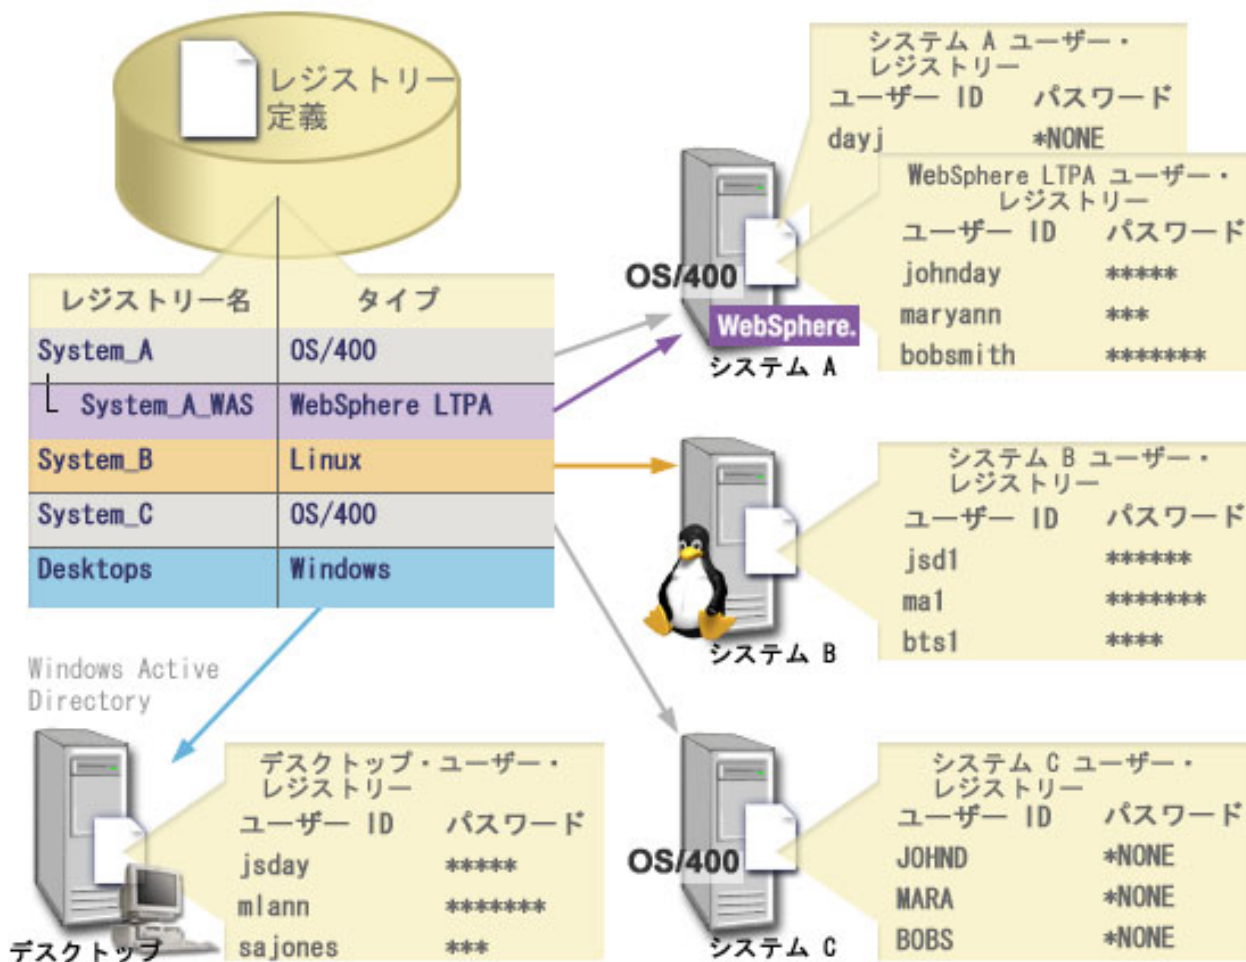 レジストリー
定義
レジストリー名 タイプ
System_A OS/400
System_A_WAS WebSphere LTPA
System_B Linux
System_C OS/400
Desktops Windows
システム A ユーザー・
レジストリー
ユーザー ID パスワード
dayj *NONE
WebSphere LTPA ユーザー・
レジストリー
ユーザー ID パスワード
johnday *****
maryann ***
bobsmith *******
OS/400
WebSphere.
システム A
システム B ユーザー・
レジストリー
ユーザー ID パスワード
jsd1 ******
ma1 *******
bts1 ****
システム B
Windows Active
Directory
デスクトップ・ユーザー・
レジストリー
ユーザー ID パスワード
jsday *****
mlann *******
sajones ***
デスクトップ
システム C ユーザー・
レジストリー
ユーザー ID パスワード
JOHND *NONE
MARA *NONE
BOBS *NONE
OS/400
システム C